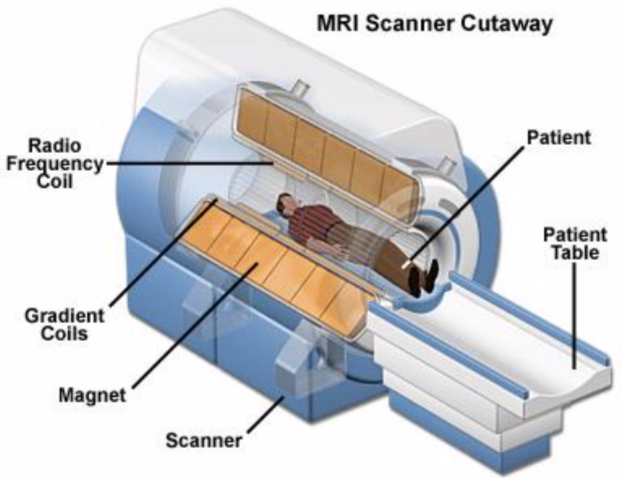 MRI Scanner Cutaway
Radio
Frequency
Coil
Patient
Patient
Table
Gradient
Coils
Magnet
Scanner